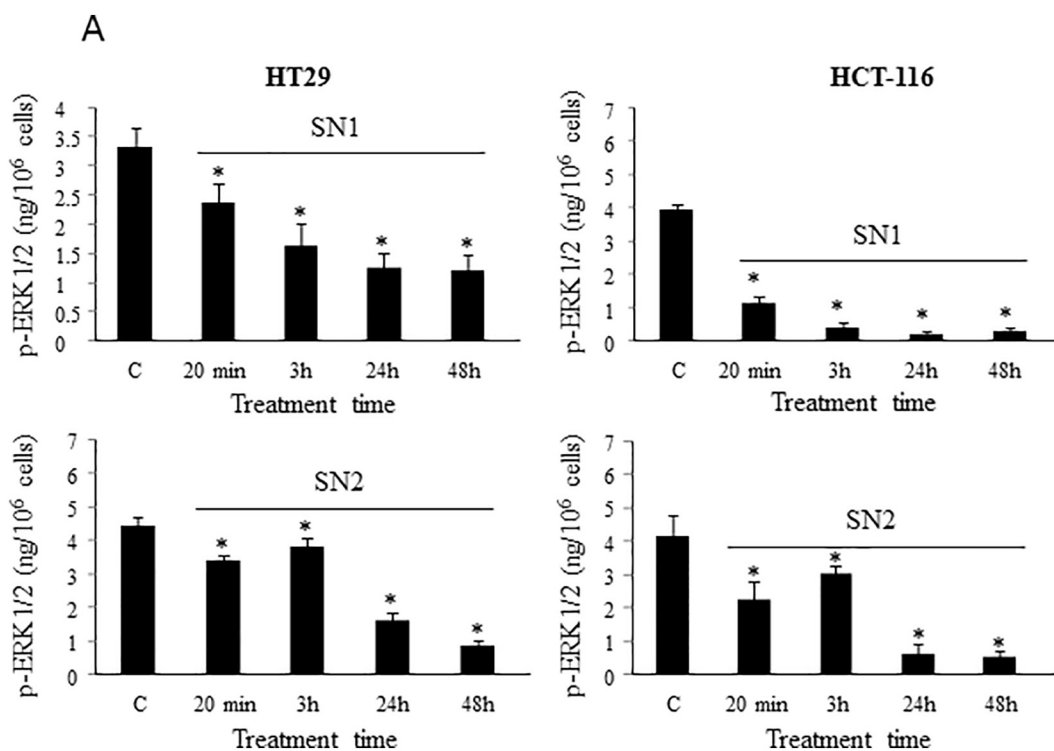 A
HT29
p-ERK 1/2 (ng/10⁶ cells)
4
3.5
3
2.5
2
1.5
1
0.5
0
SN1
*
*
*
*
C 20 min 3h 24h 48h
Treatment time
HCT-116
p-ERK 1/2 (ng/10⁶ cells)
7
6
5
4
3
2
1
0
SN1
*
*
*
*
C 20 min 3h 24h 48h
Treatment time
p-ERK 1/2 (ng/10⁶ cells)
7
6
5
4
3
2
1
0
SN2
*
*
*
*
C 20 min 3h 24h 48h
Treatment time
p-ERK 1/2 (ng/10⁶ cells)
7
6
5
4
3
2
1
0
SN2
*
*
*
*
C 20 min 3h 24h 48h
Treatment time